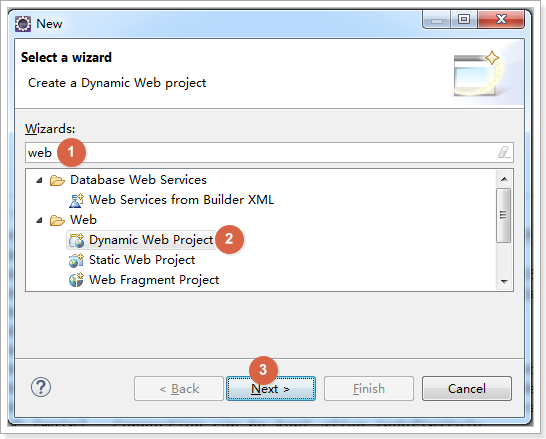 New
Select a wizard
Create a Dynamic Web project
Wizards:
web 1
Database Web Services
Web Services from Builder XML
Web
Dynamic Web Project 2
Static Web Project
Web Fragment Project
3
? < Back Next > Finish Cancel